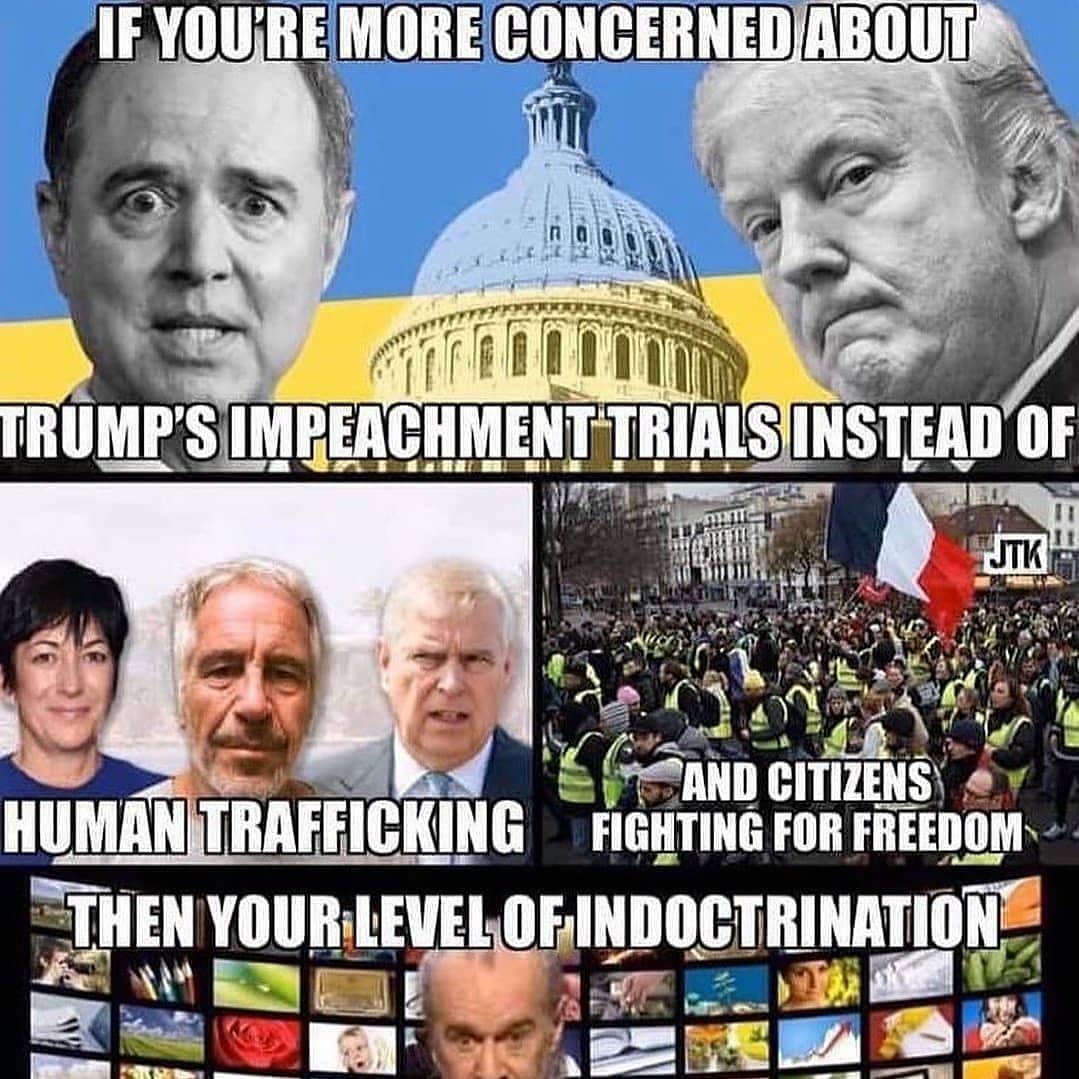 IF YOU'RE MORE CONCERNED ABOUT
TRUMP'S IMPEACHMENT TRIALS INSTEAD OF
JTK
HUMAN TRAFFICKING
AND CITIZENS
FIGHTING FOR FREEDOM
THEN YOUR LEVEL OF INDOCTRINATION